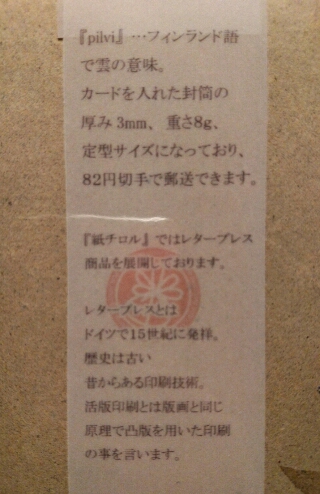 『pilvi』…フィンランド語
で雲の意味。
カードを入れた封筒の
厚み 3mm、重さ8g、
定型サイズになっており、
82円切手で郵送できます。
『紙チロル』ではレタープレス
商品を展開しております。
レタープレスとは
ドイツで15世紀に発祥。
歴史は古い
昔からある印刷技術。
活版印刷とは版画と同じ
原理で凸版を用いた印刷
の事を言います。